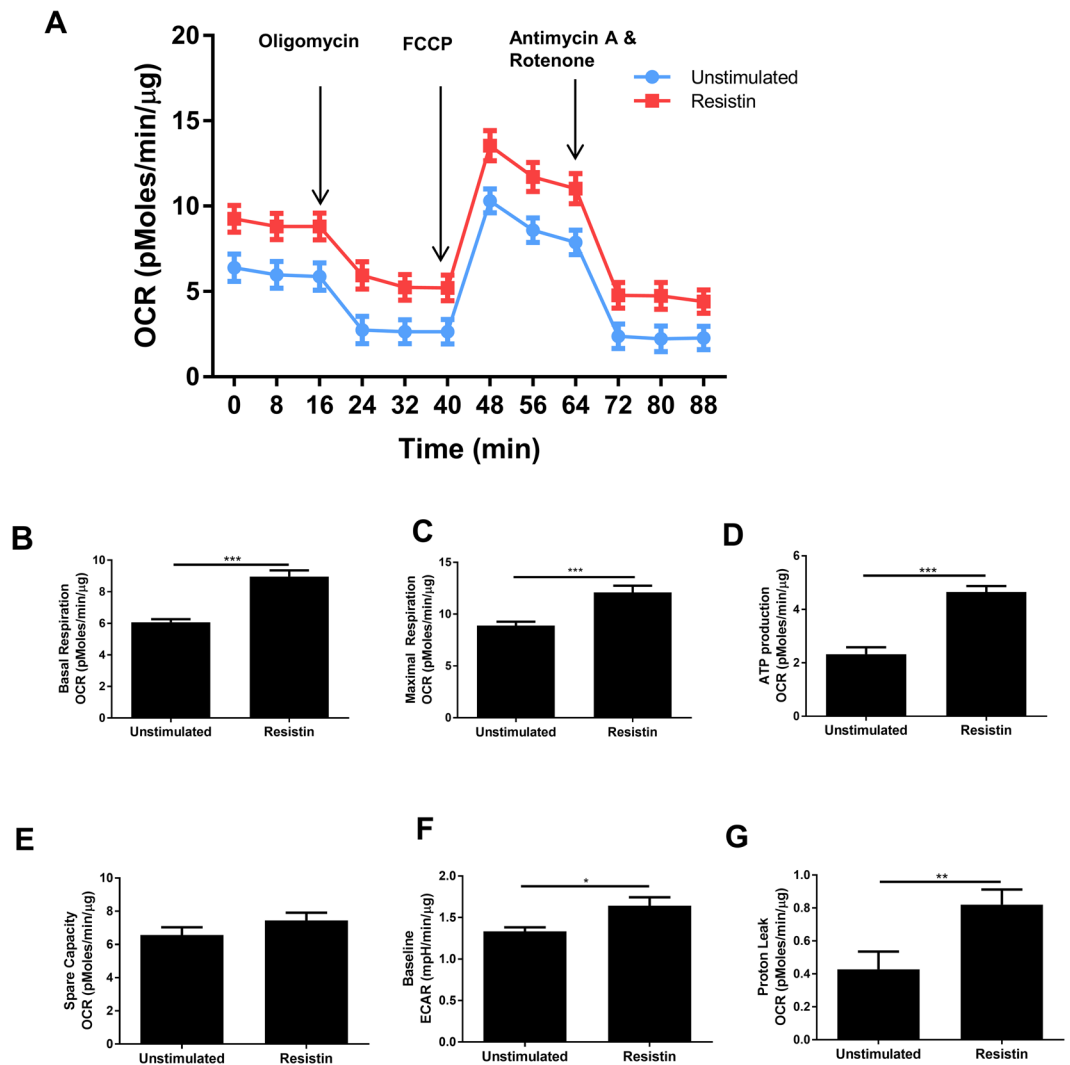 A
Oligomycin
FCCP
Antimycin A &
Rotenone
Unstimulated
Resistin
OCR (pMoles/min/μg)
20
15
10
5
0
0 8 16 24 32 40 48 56 64 72 80 88
Time (min)
B
Basal Respiration
OCR (pMoles/min/μg)
10
8
6
4
2
0
***
Unstimulated Resistin
C
Maximal Respiration
OCR (pMoles/min/μg)
15
10
5
0
***
Unstimulated Resistin
D
ATP production
OCR (pMoles/min/μg)
6
4
2
0
***
Unstimulated Resistin
E
Spare Capacity
OCR (pMoles/min/μg)
10
8
6
4
2
0
Unstimulated Resistin
F
Baseline
ECAR (mpH/min/μg)
2.0
1.5
1.0
0.5
0.0
*
Unstimulated Resistin
G
Proton Leak
OCR (pMoles/min/μg)
1.0
0.8
0.6
0.4
0.2
0.0
**
Unstimulated Resistin